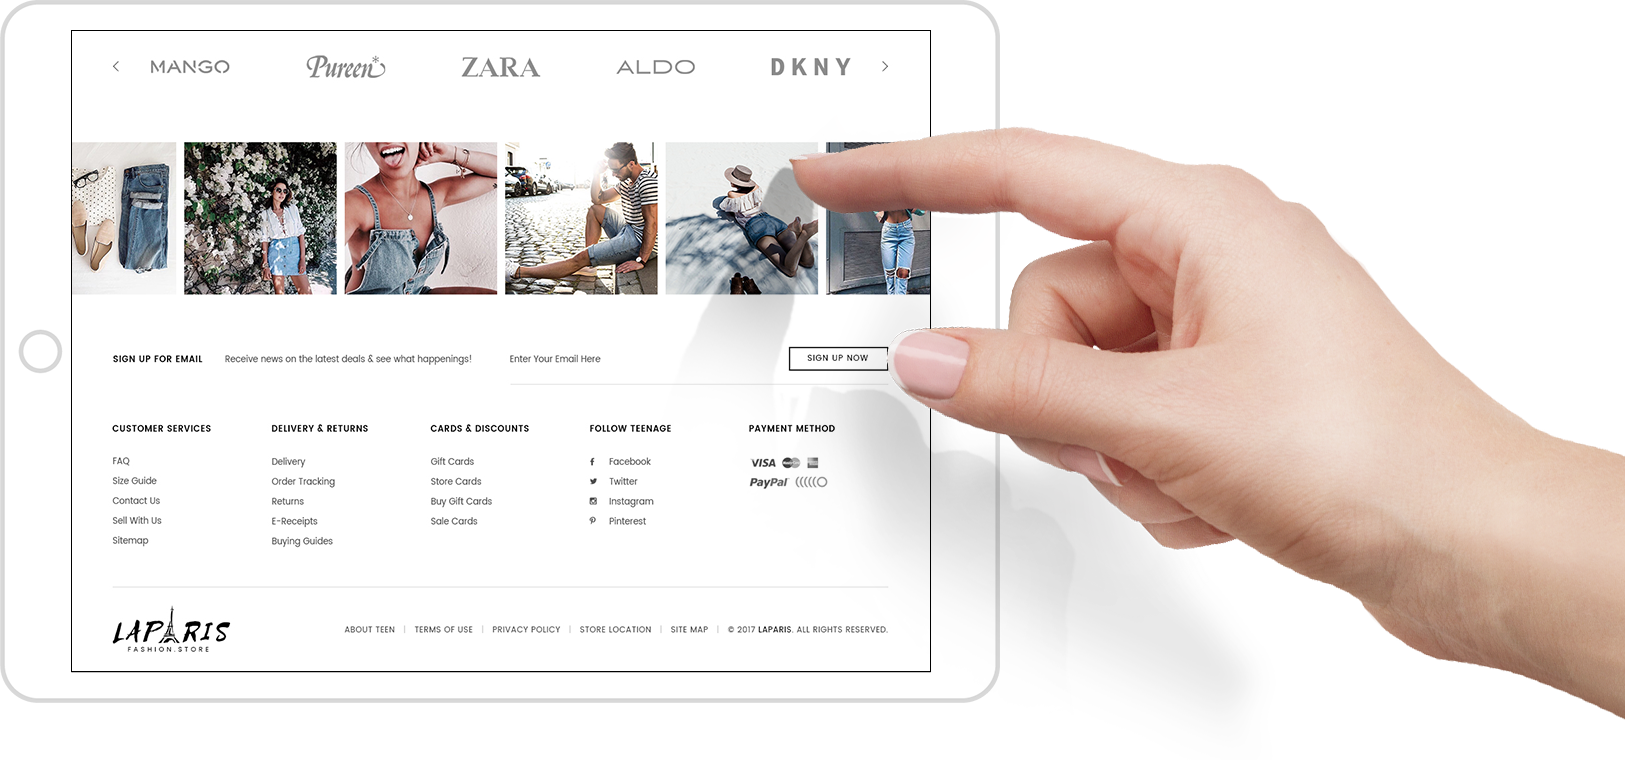 MANGO Pureen ZARA ALDO DKNY
SIGN UP FOR EMAIL Receive news on the latest deals & see what happenings! Enter Your Email Here SIGN UP NOW
CUSTOMER SERVICES
FAQ
Size Guide
Contact Us
Sell With Us
Sitemap
DELIVERY & RETURNS
Delivery
Order Tracking
Returns
E-Receipts
Buying Guides
CARDS & DISCOUNTS
Gift Cards
Store Cards
Buy Gift Cards
Sale Cards
FOLLOW TEENAGE
Facebook
Twitter
Instagram
Pinterest
PAYMENT METHOD
VISA
PayPal
LAPARIS
FASHION.STORE
ABOUT TEEN | TERMS OF USE | PRIVACY POLICY | STORE LOCATION | SITE MAP | © 2017 LAPARIS. ALL RIGHTS RESERVED.